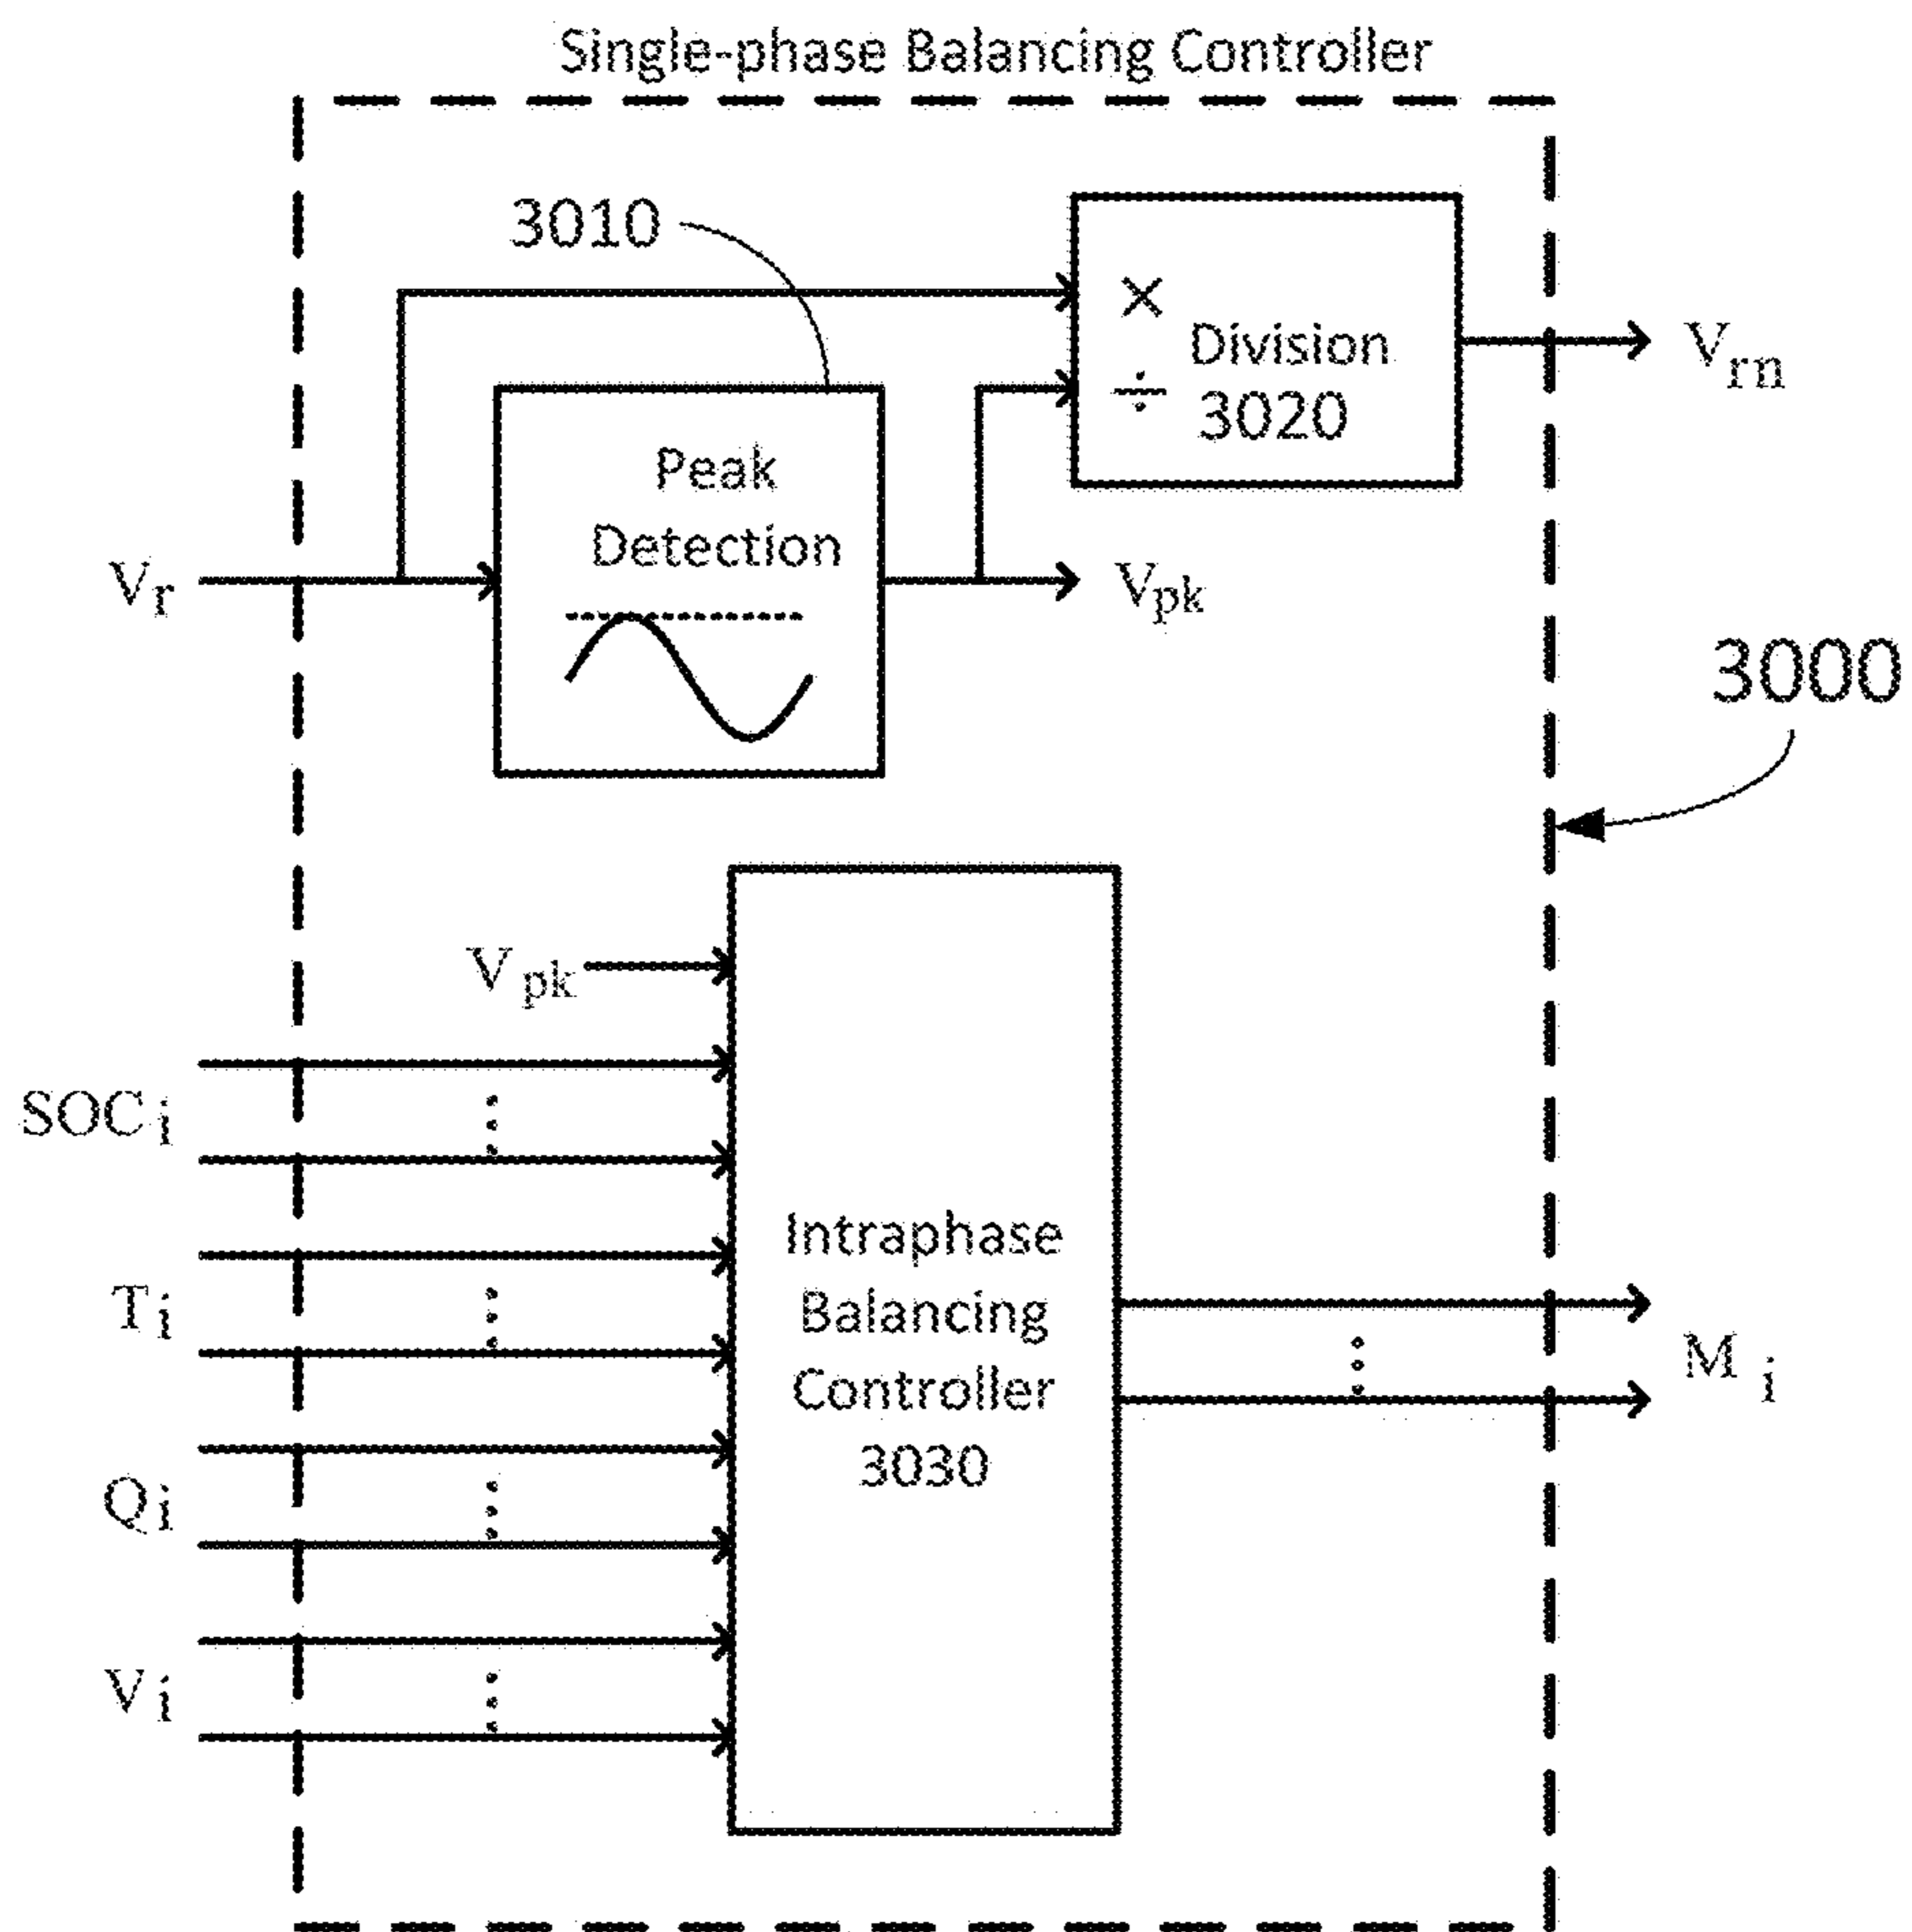 Single-phase Balancing Controller
3010
×
Division
÷
3020
Vrn
Peak
Detection
Vr
Vpk
3000
Vpk
SOCi
Intraphase
Ti
Balancing
Mi
Controller
Qi
3030
Vi